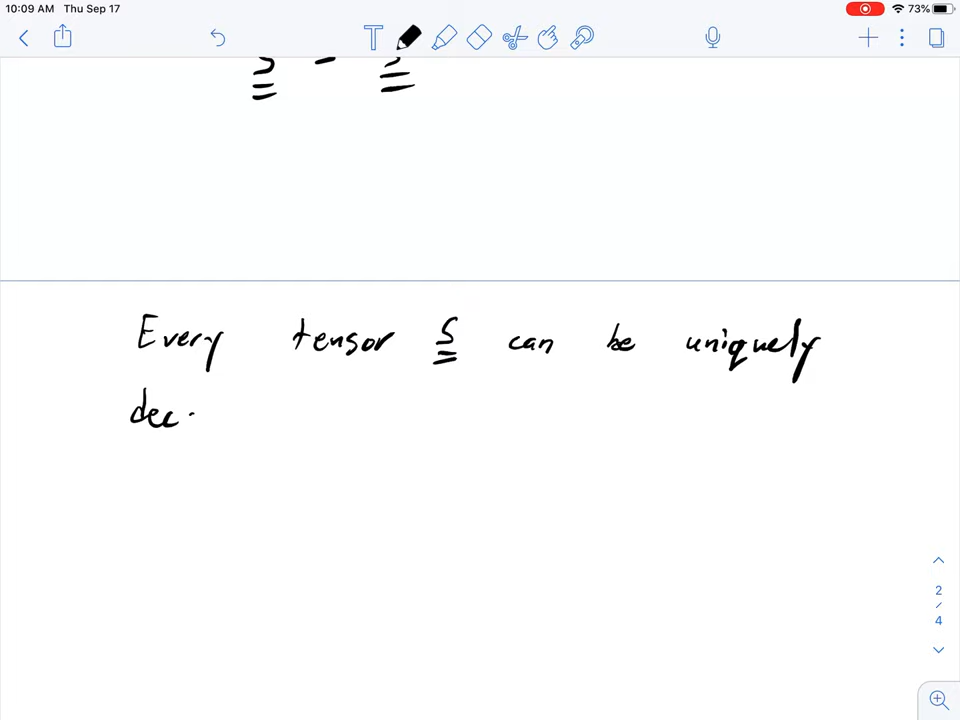 10:09 AM Thu Sep 17
73%
T
S = S
Every tensor S can be uniquely
dec.
2
/
4